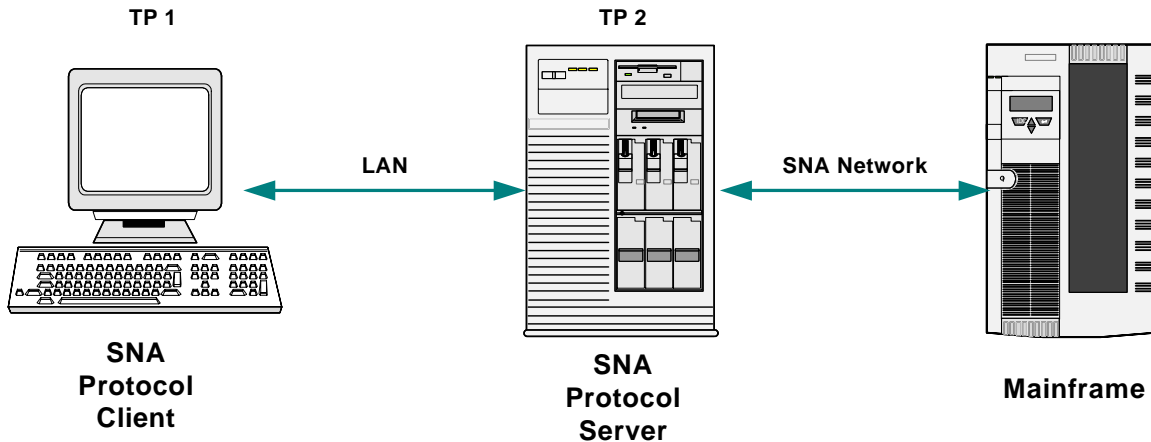 TP 1
TP 2
LAN
SNA Network
SNA
Protocol
Client
SNA
Protocol
Server
Mainframe